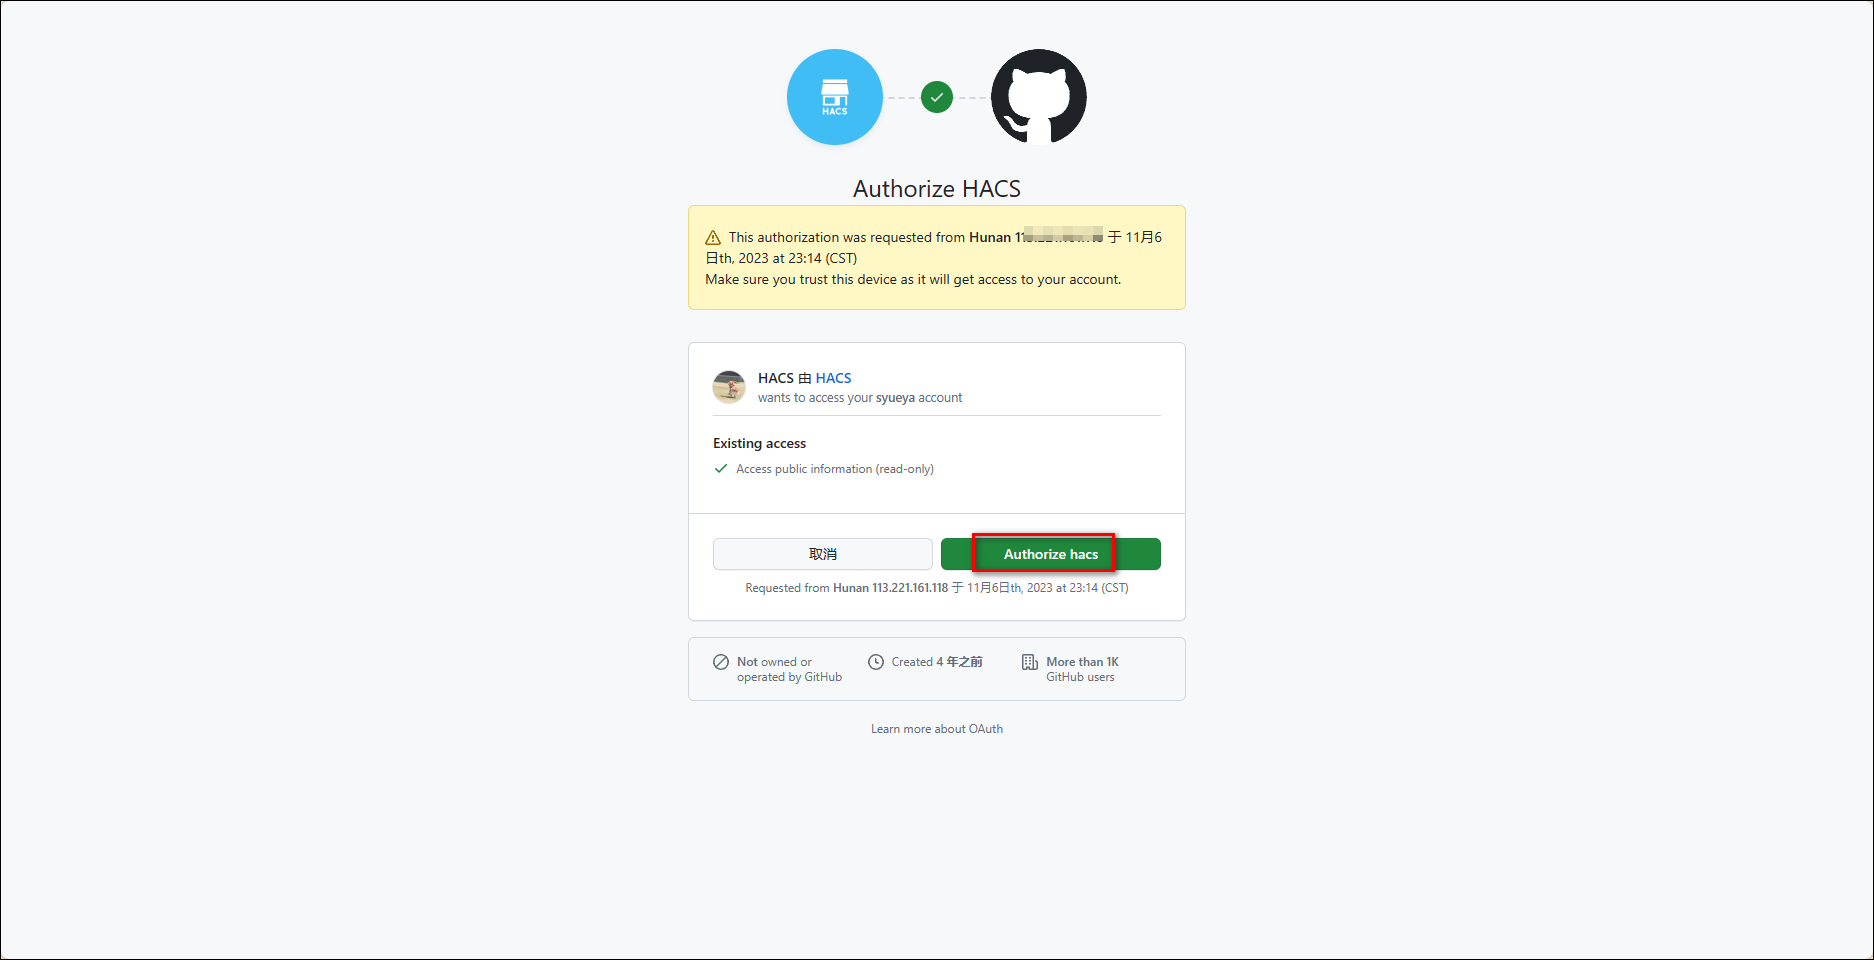 HACS
Authorize HACS
This authorization was requested from Hunan 于 11月6
日th, 2023 at 23:14 (CST)
Make sure you trust this device as it will get access to your account.
HACS 由 HACS
wants to access your syueya account
Existing access
Access public information (read-only)
取消
Authorize hacs
Requested from Hunan 113.221.161.118 于 11月6日th, 2023 at 23:14 (CST)
Not owned or
operated by GitHub
Created 4 年之前
More than 1K
GitHub users
Learn more about OAuth